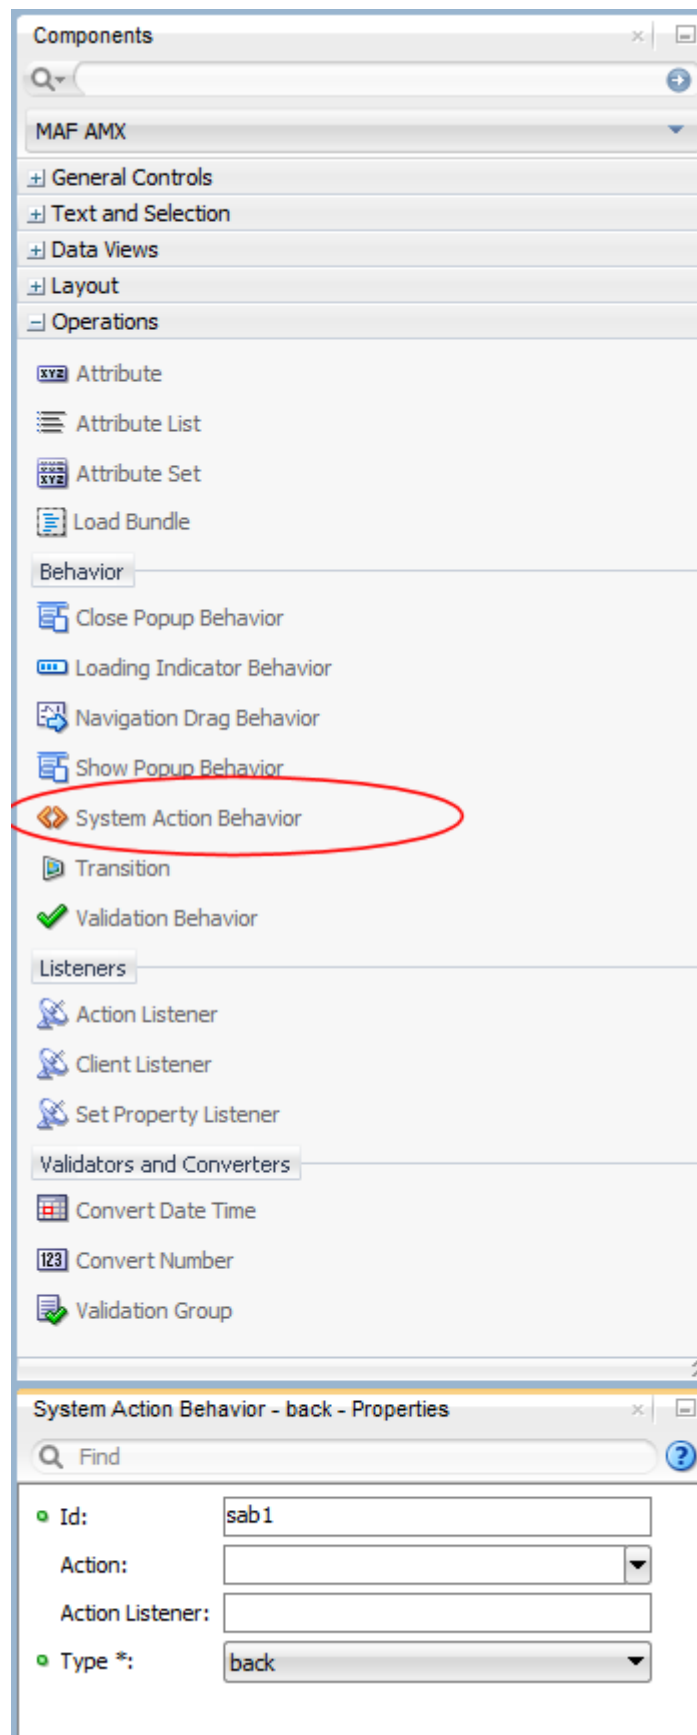 Components
MAF AMX
General Controls
Text and Selection
Data Views
Layout
Operations
XYZ Attribute
Attribute List
XYZ Attribute Set
Load Bundle
Behavior
Close Popup Behavior
Loading Indicator Behavior
Navigation Drag Behavior
Show Popup Behavior
System Action Behavior
Transition
Validation Behavior
Listeners
Action Listener
Client Listener
Set Property Listener
Validators and Converters
Convert Date Time
123 Convert Number
Validation Group
System Action Behavior - back - Properties
Find
Id: sab1
Action:
Action Listener:
Type *: back